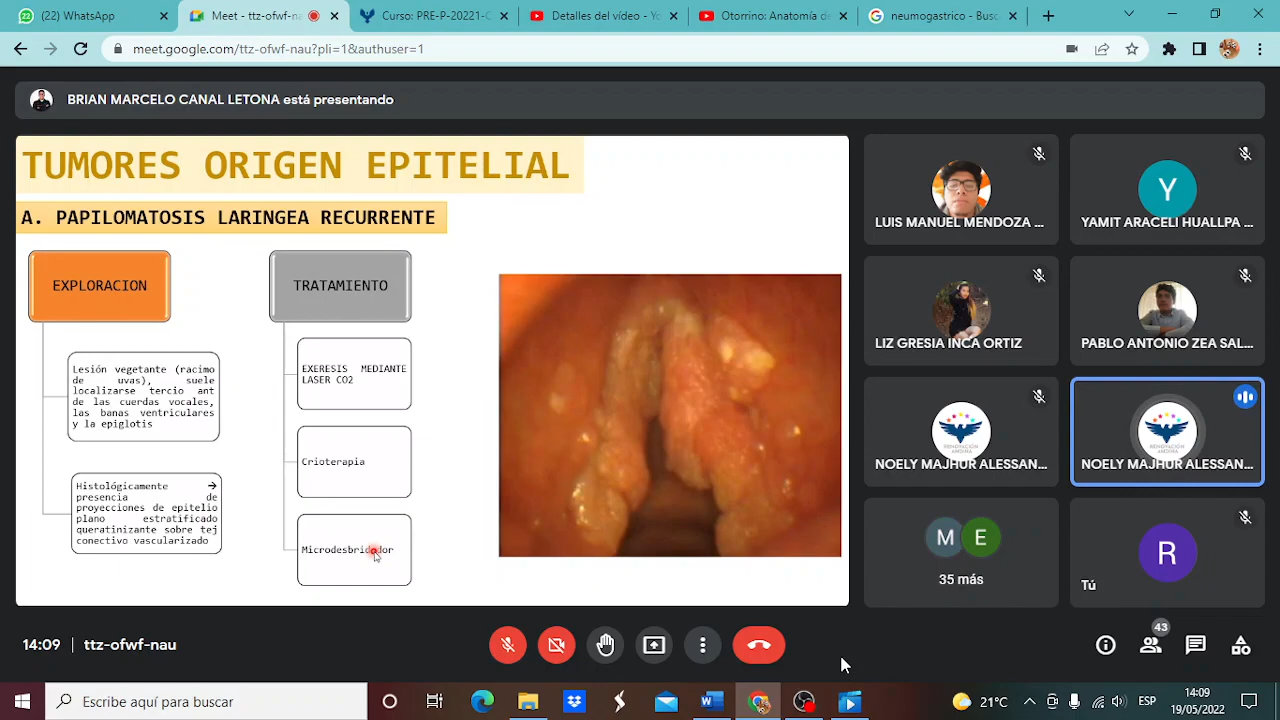 (22) WhatsApp
Meet - ttz-ofwf-na
Curso: PRE-P-20221-C
Detalles del vídeo - Yo
Otorrino: Anatomía de
neumogastrico - Busc
meet.google.com/ttz-ofwf-nau?pli=1&authuser=1
BRIAN MARCELO CANAL LETONA está presentando
TUMORES ORIGEN EPITELIAL
A. PAPILOMATOSIS LARINGEA RECURRENTE
EXPLORACION
Lesión vegetante (racimo
de uvas), suele
localizarse tercio ant
de las cuerdas vocales,
las banas ventriculares
y la epiglotis
Histológicamente →
presencia de
proyecciones de epitelio
plano estratificado
queratinizante sobre tej
conectivo vascularizado
TRATAMIENTO
EXERESIS MEDIANTE
LASER CO2
Crioterapia
Microdesbridador
LUIS MANUEL MENDOZA ...
Y
YAMIT ARACELI HUALLPA ...
LIZ GRESIA INCA ORTIZ
PABLO ANTONIO ZEA SAL...
RENOVACIÓN
ANDINA
NOELY MAJHUR ALESSAN...
RENOVACIÓN
ANDINA
NOELY MAJHUR ALESSAN...
M E
35 más
R
Tú
14:09 | ttz-ofwf-nau
43
Escribe aquí para buscar
21°C
ESP
14:09
19/05/2022